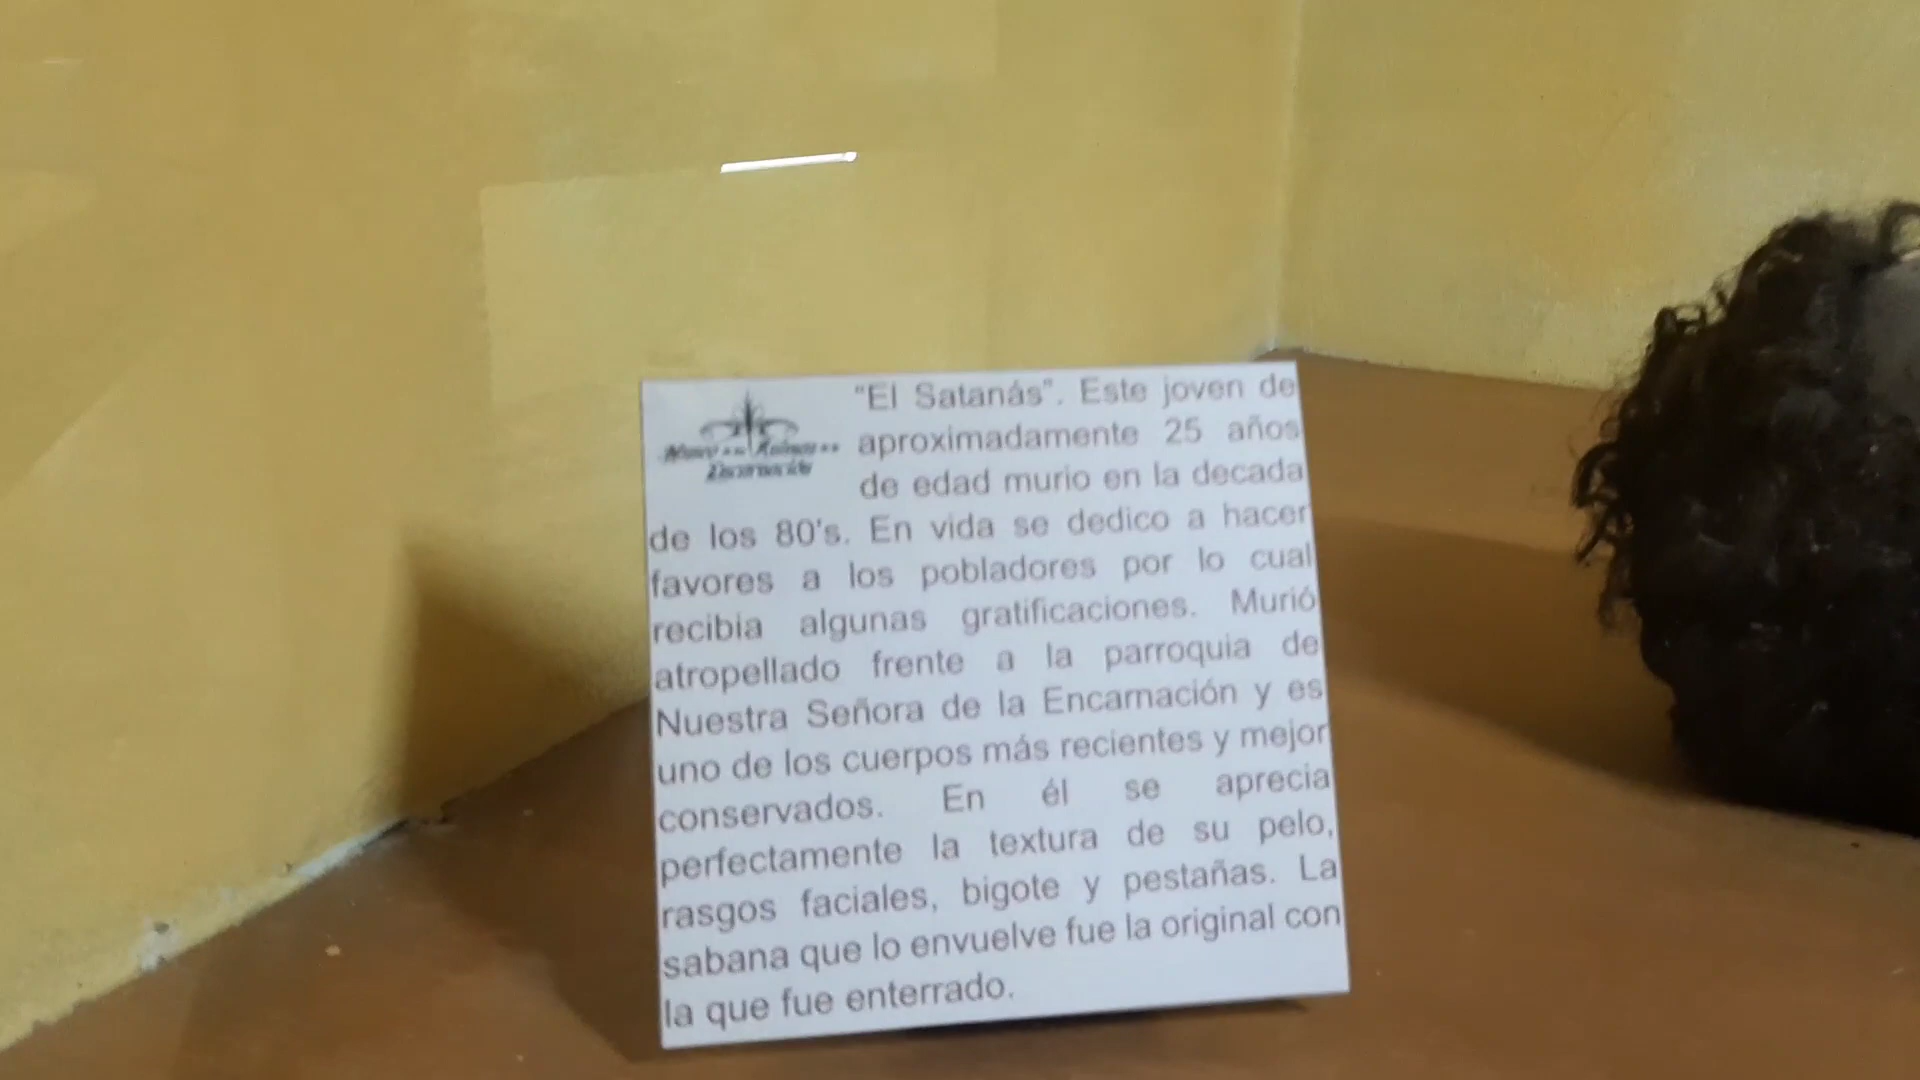 "El Satanás". Este joven de
aproximadamente 25 años
de edad murio en la decada
de los 80's. En vida se dedico a hacer
favores a los pobladores por lo cual
recibia algunas gratificaciones. Murió
atropellado frente a la parroquia de
Nuestra Señora de la Encarnación y es
uno de los cuerpos más recientes y mejor
conservados. En él se aprecia
perfectamente la textura de su pelo,
rasgos faciales, bigote y pestañas. La
sabana que lo envuelve fue la original con
la que fue enterrado.